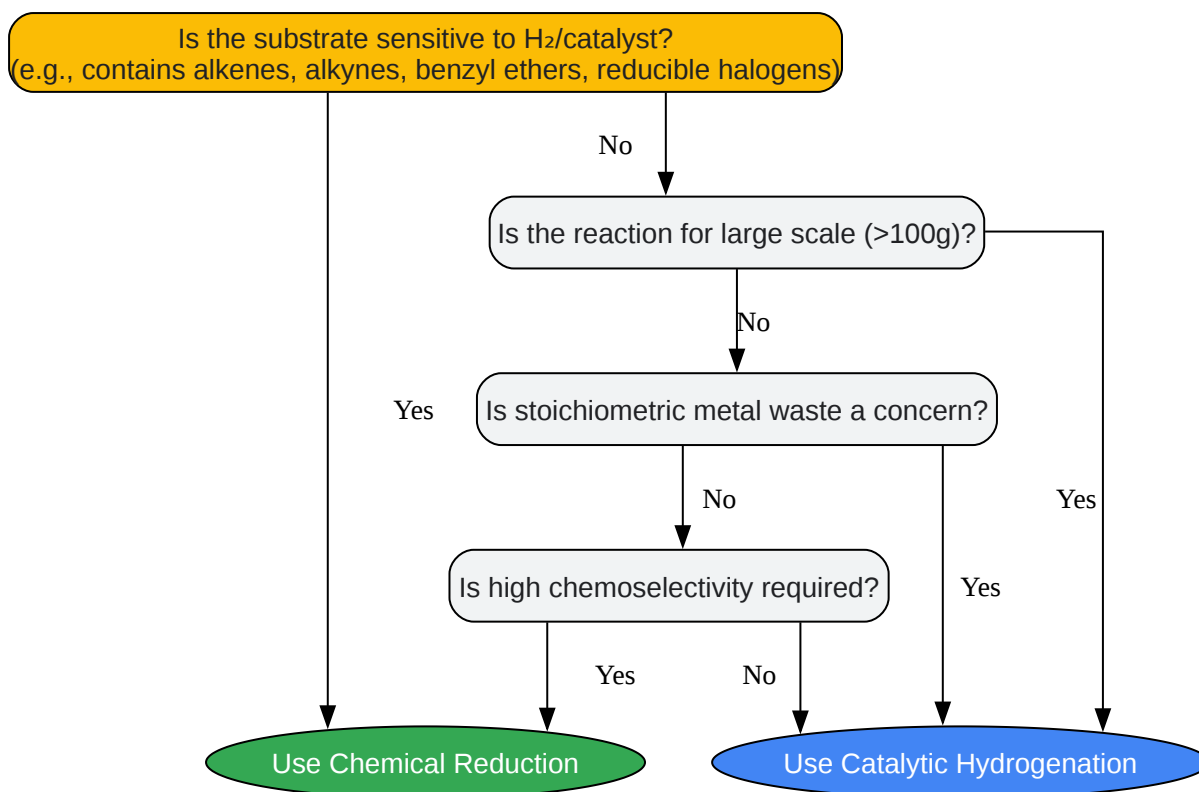 Is the substrate sensitive to H₂/catalyst?
(e.g., contains alkenes, alkynes, benzyl ethers, reducible halogens)
No
Is the reaction for large scale (>100g)?
No
Yes
Is stoichiometric metal waste a concern?
No
Yes
Is high chemoselectivity required?
Yes
Yes
No
Use Chemical Reduction
Use Catalytic Hydrogenation